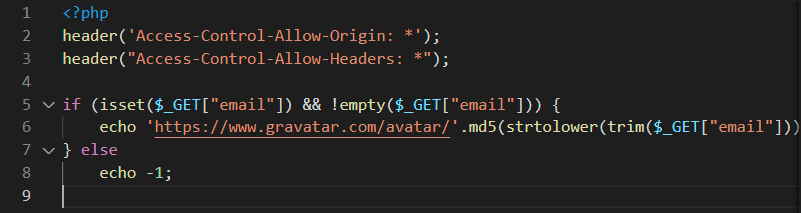 1 <?php
2 header('Access-Control-Allow-Origin: *');
3 header("Access-Control-Allow-Headers: *");
4
5 if (isset($_GET["email"]) && !empty($_GET["email"])) {
6 echo 'https://www.gravatar.com/avatar/'.md5(strtolower(trim($_GET["email"]))
7 } else
8 echo -1;
9